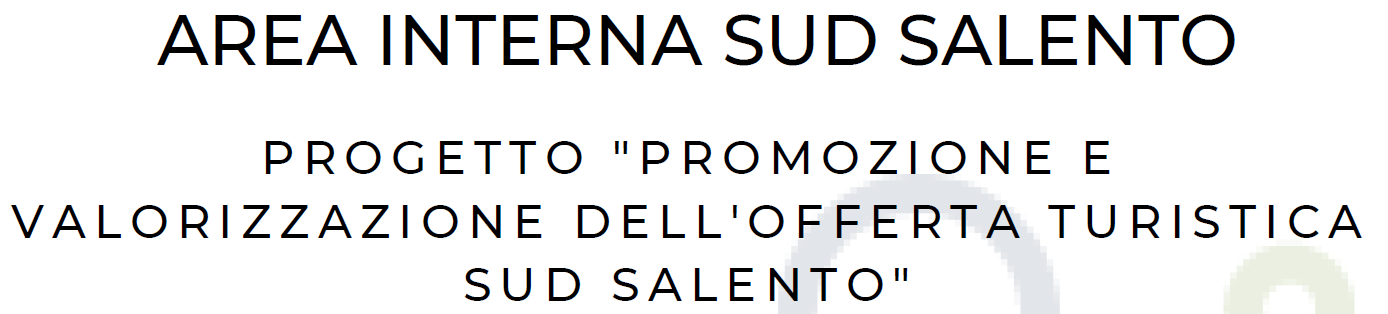 AREA INTERNA SUD SALENTO
PROGETTO "PROMOZIONE E
VALORIZZAZIONE DELL'OFFERTA TURISTICA
SUD SALENTO"